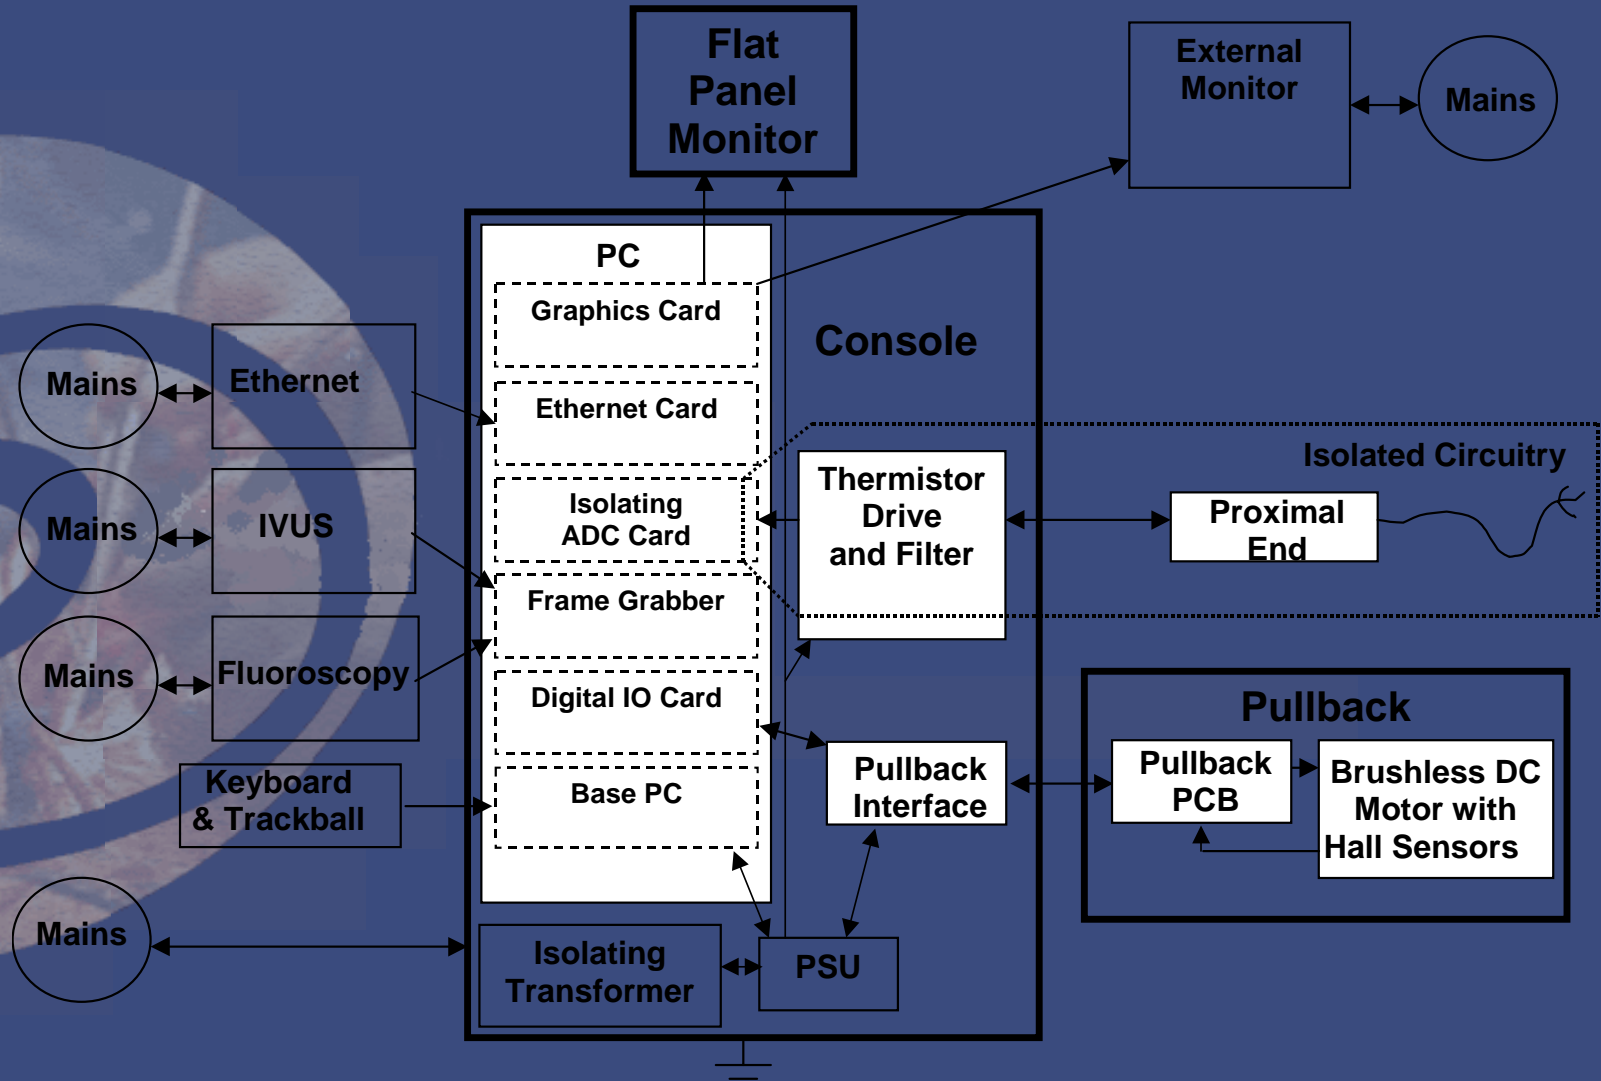 Flat
Panel
Monitor
External
Monitor
Mains
PC
Graphics Card
Console
Mains
Ethernet
Ethernet Card
Isolated Circuitry
Thermistor
Drive
and Filter
Mains
IVUS
Isolating
ADC Card
Proximal
End
Frame Grabber
Mains
Fluoroscopy
Digital IO Card
Pullback
Keyboard
& Trackball
Base PC
Pullback
Interface
Pullback
PCB
Brushless DC
Motor with
Hall Sensors
Mains
Isolating
Transformer
PSU